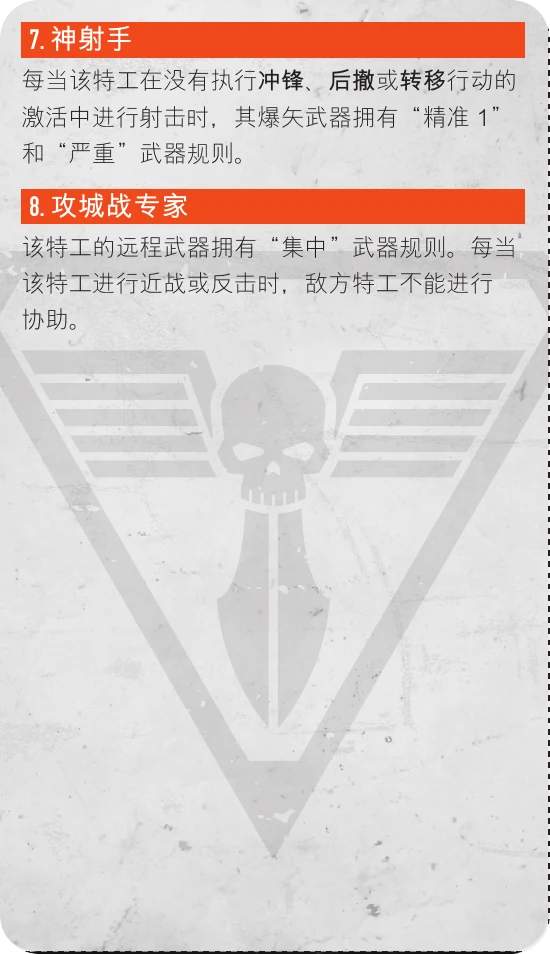 7. 神射手
每当该特工在没有执行冲锋、后撤或转移行动的
激活中进行射击时，其爆矢武器拥有“精准 1”
和“严重”武器规则。
8. 攻城战专家
该特工的远程武器拥有“集中”武器规则。每当
该特工进行近战或反击时，敌方特工不能进行
协助。